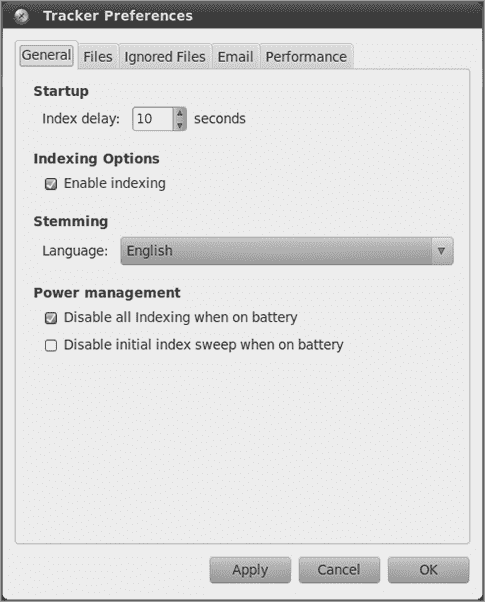 Tracker Preferences
General Files Ignored Files Email Performance
Startup
Index delay: 10 seconds
Indexing Options
Enable indexing
Stemming
Language: English
Power management
Disable all Indexing when on battery
Disable initial index sweep when on battery
Apply Cancel OK